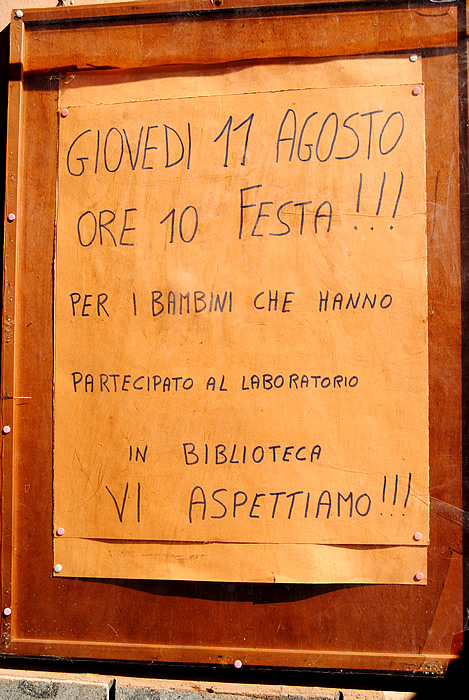 GIOVEDI 11 AGOSTO
ORE 10 FESTA!!!
PER I BAMBINI CHE HANNO
PARTECIPATO AL LABORATORIO
IN BIBLIOTECA
VI ASPETTIAMO!!!